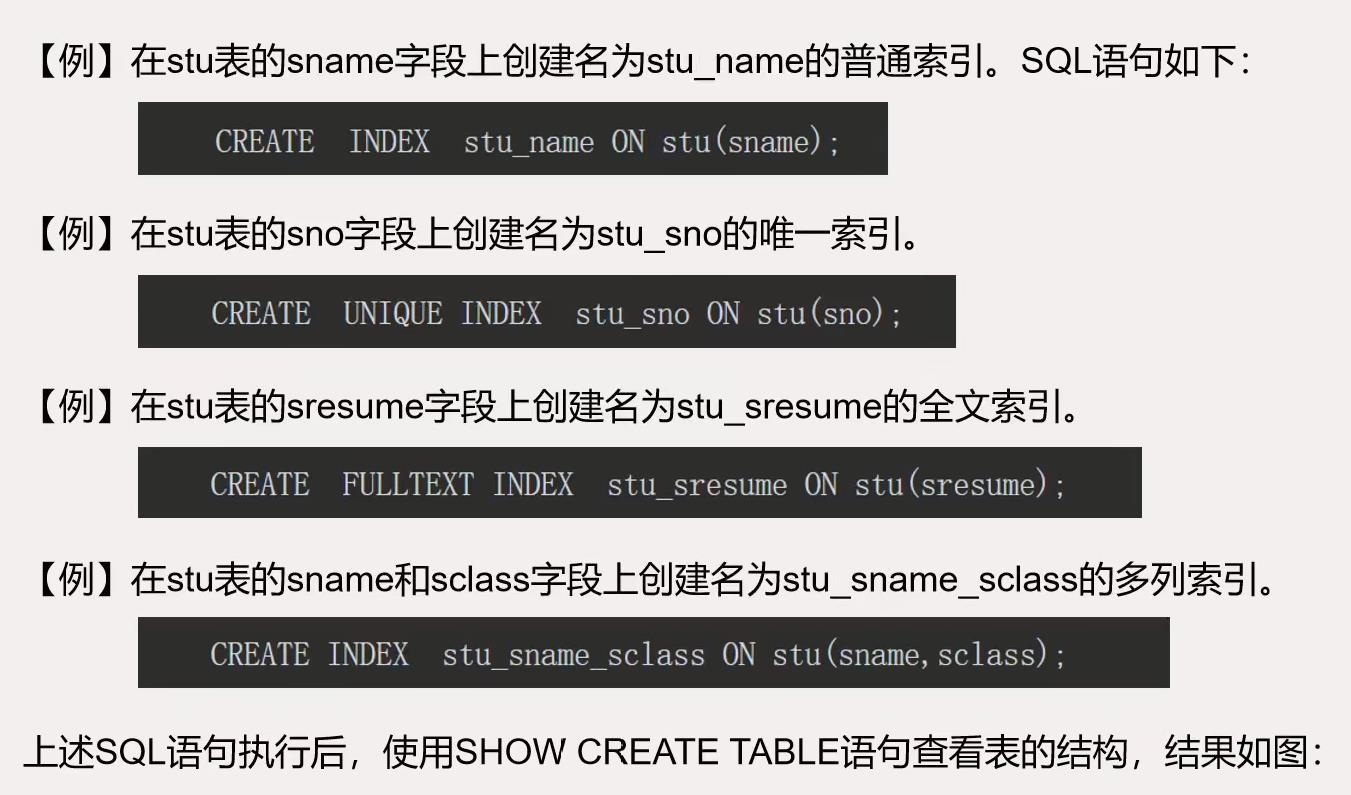 【例】在stu表的sname字段上创建名为stu_name的普通索引。SQL语句如下：
CREATE  INDEX  stu_name ON stu(sname);
【例】在stu表的sno字段上创建名为stu_sno的唯一索引。
CREATE  UNIQUE INDEX  stu_sno ON stu(sno);
【例】在stu表的sresume字段上创建名为stu_sresume的全文索引。
CREATE  FULLTEXT INDEX  stu_sresume ON stu(sresume);
【例】在stu表的sname和sclass字段上创建名为stu_sname_sclass的多列索引。
CREATE INDEX  stu_sname_sclass ON stu(sname,sclass);
上述SQL语句执行后，使用SHOW CREATE TABLE语句查看表的结构，结果如图：